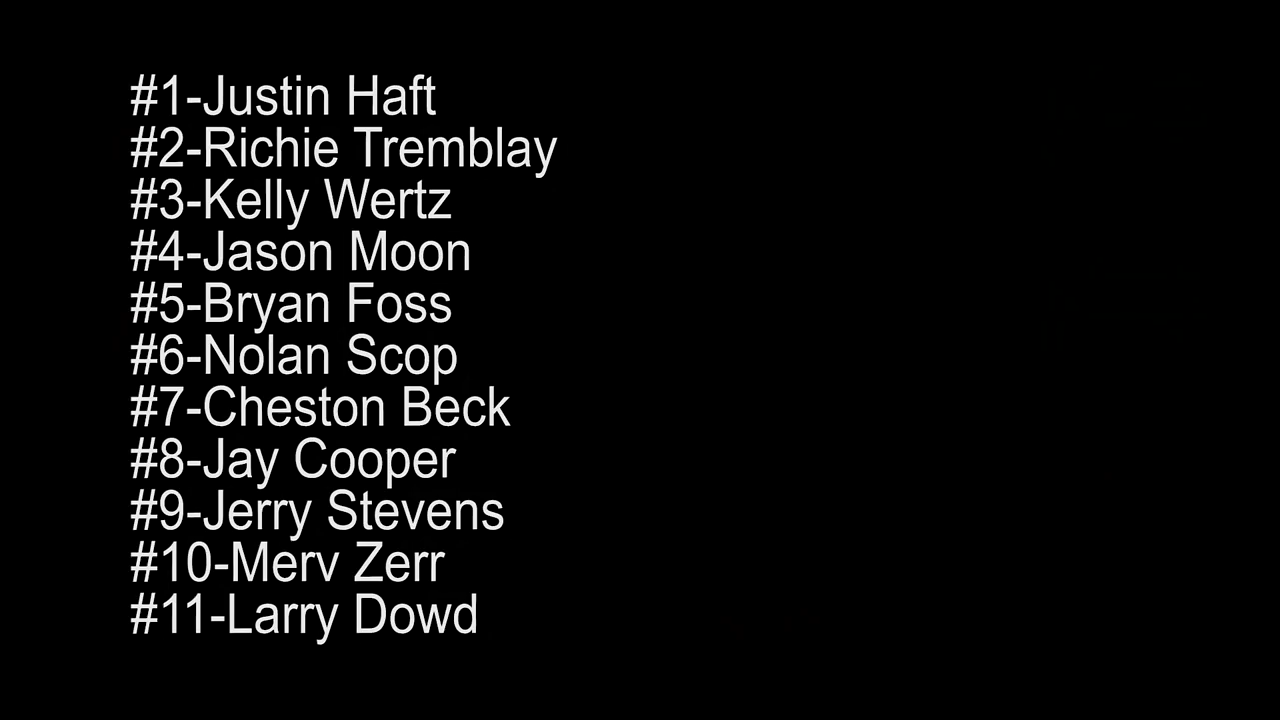 #1-Justin Haft
#2-Richie Tremblay
#3-Kelly Wertz
#4-Jason Moon
#5-Bryan Foss
#6-Nolan Scop
#7-Cheston Beck
#8-Jay Cooper
#9-Jerry Stevens
#10-Merv Zerr
#11-Larry Dowd